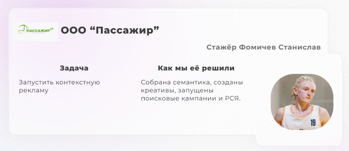 Пассажир
ООО “Пассажир”
Стажёр Фомичев Станислав
Задача
Запустить контекстную
рекламу
Как мы её решили
Собрана семантика, созданы
креативы, запущены
поисковые кампании и РСЯ.
19